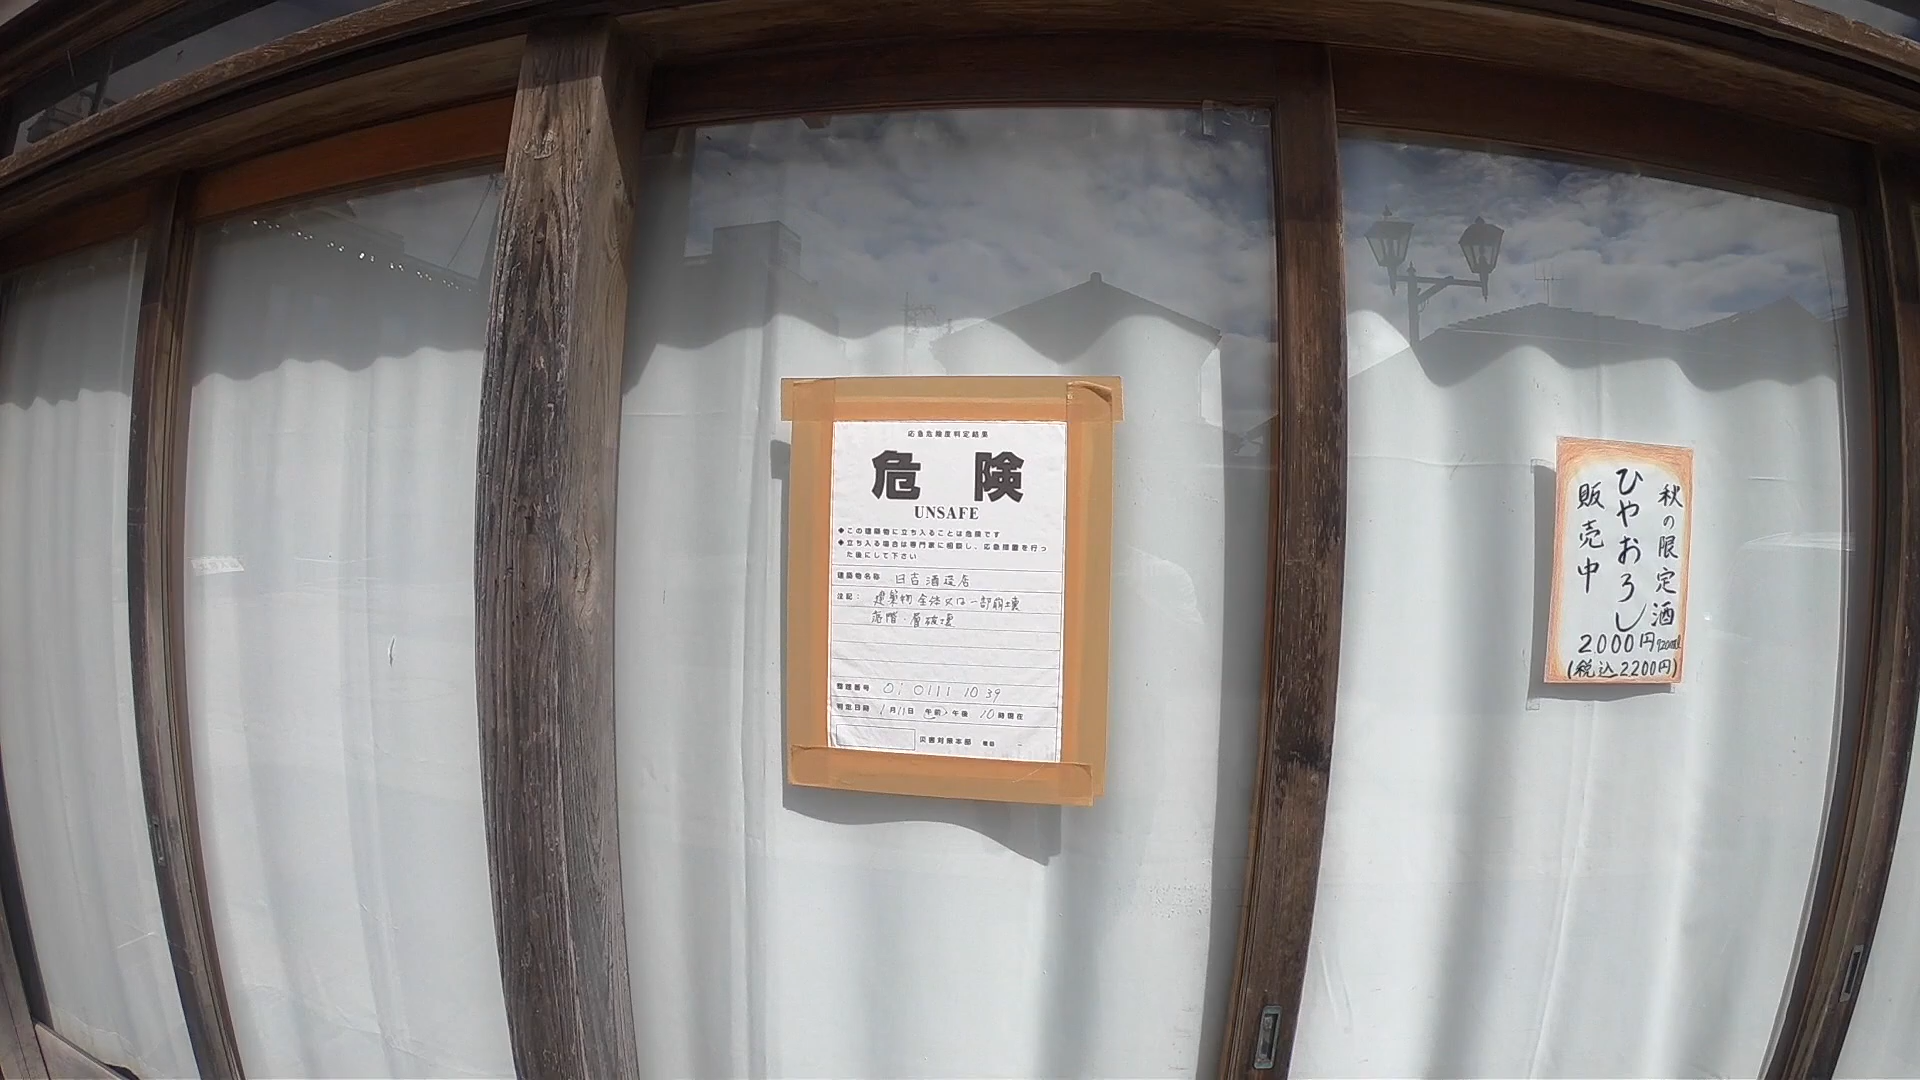 応急危険度判定結果
危 険
UNSAFE
◆この建築物に立ち入ることは危険です
◆立ち入る場合は専門家に相談し、応急措置を行っ
た後にして下さい
建築物名称 日吉酒造店
注記： 建築物全体又は一部崩壊
落階・層破壊
整理番号 01 0111 10 39
判定日時 1月11日 午前・午後 10時現在
災害対策本部 電話
秋の限定酒
ひやおろし
販売中
2000円 720ml
(税込2200円)